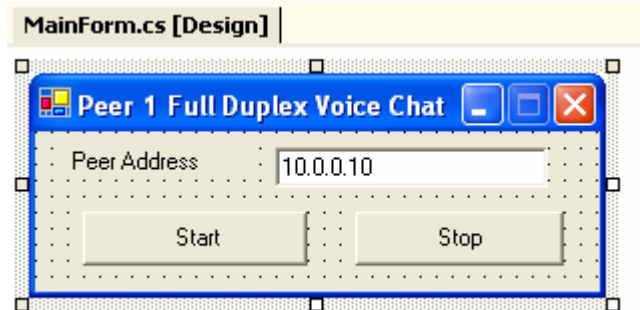 MainForm.cs [Design]
Peer 1 Full Duplex Voice Chat
Peer Address 10.0.0.10
Start Stop